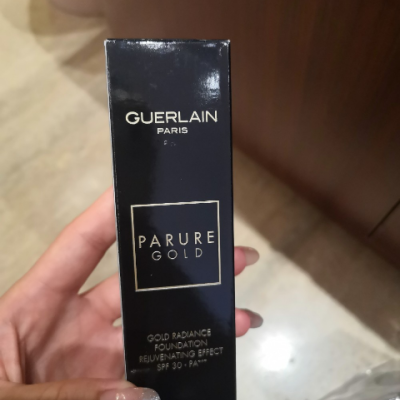 GUERLAIN
PARIS
PARURE
GOLD
GOLD RADIANCE
FOUNDATION
REJUVENATING EFFECT
SPF 30 - PA+++